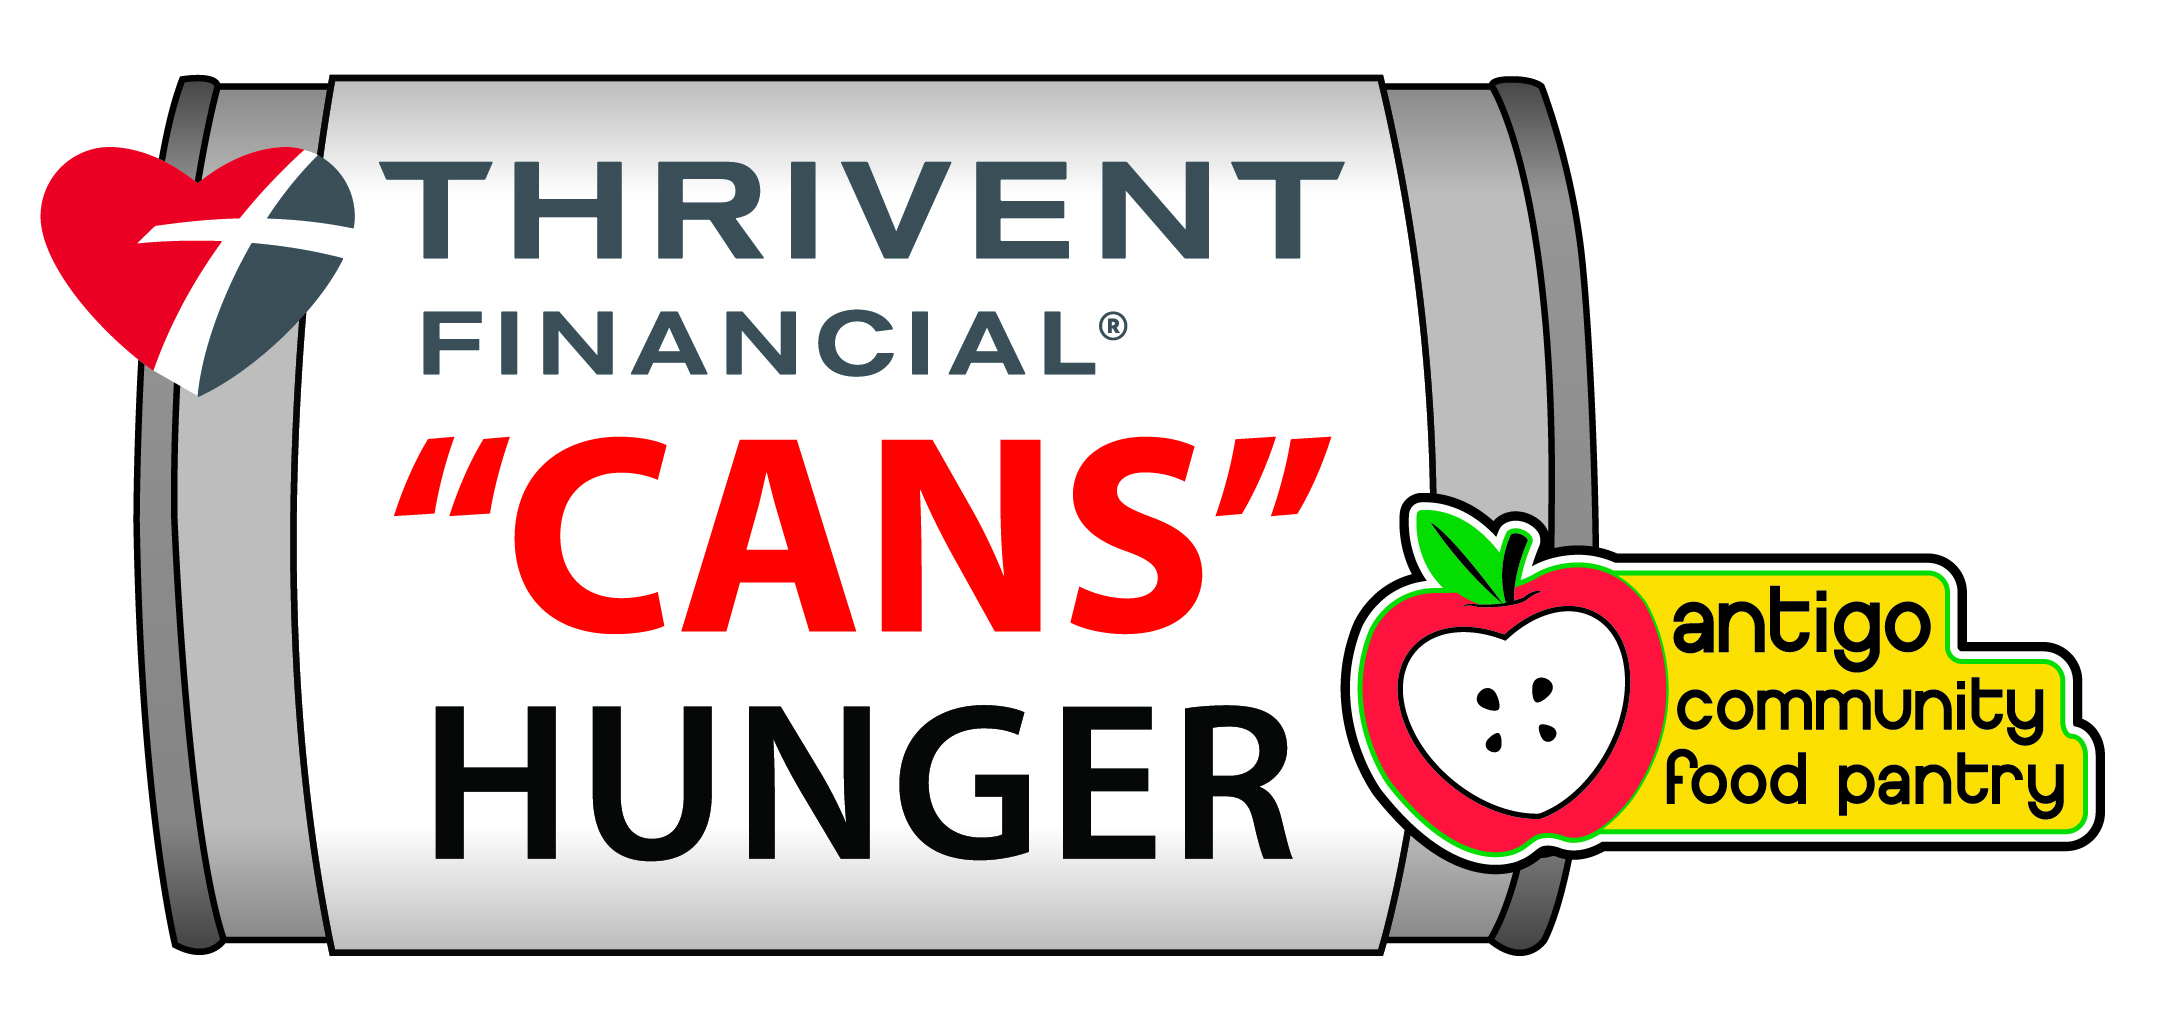 THRIVENT
FINANCIAL®
“CANS”
HUNGER
antigo
community
food pantry